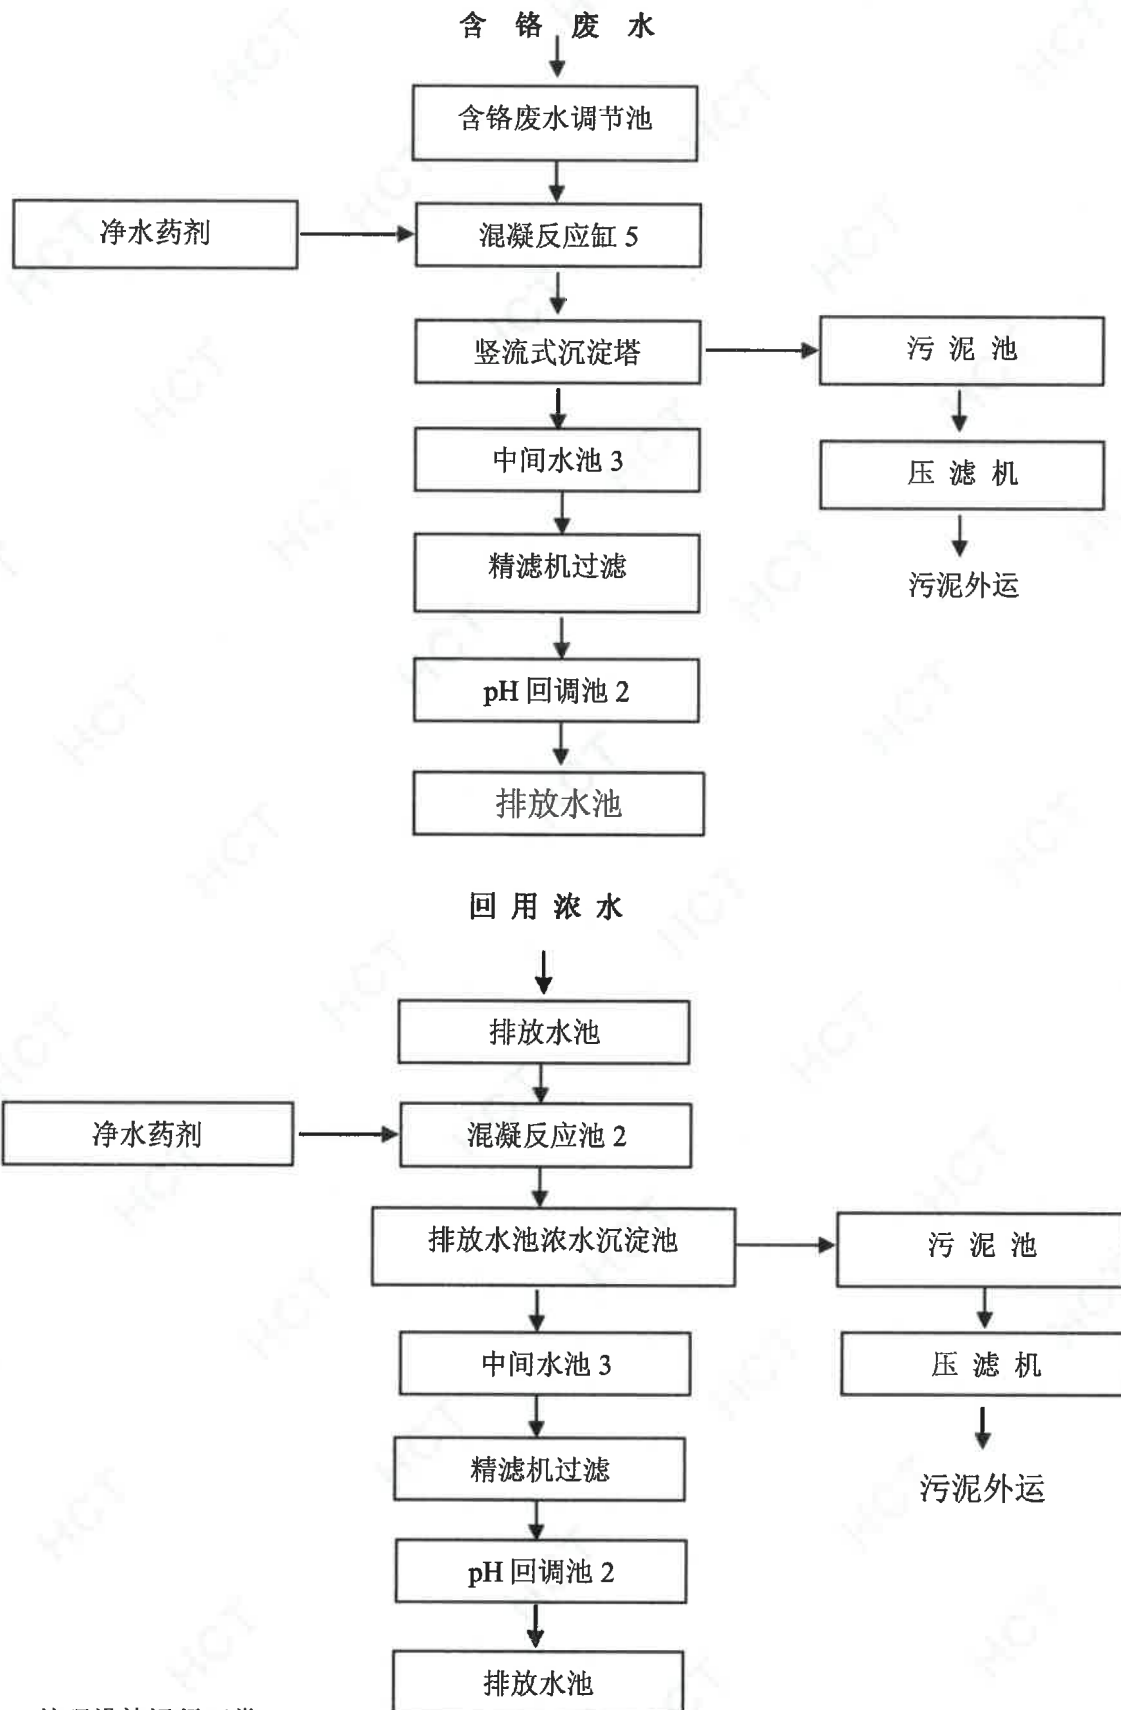 含 铬 废 水
含铬废水调节池
净水药剂
混凝反应缸 5
竖流式沉淀塔
污 泥 池
中间水池 3
压 滤 机
精滤机过滤
污泥外运
pH 回调池 2
排放水池
回 用 浓 水
排放水池
净水药剂
混凝反应池 2
排放水池浓水沉淀池
污 泥 池
中间水池 3
压 滤 机
精滤机过滤
污泥外运
pH 回调池 2
排放水池
HCT